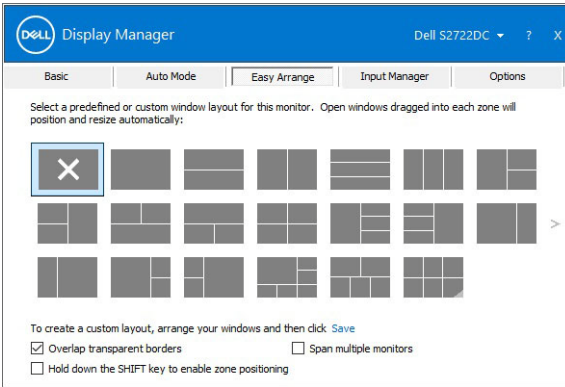 DELL Display Manager Dell S2722DC ? X
Basic Auto Mode Easy Arrange Input Manager Options
Select a predefined or custom window layout for this monitor. Open windows dragged into each zone will
position and resize automatically:
>
To create a custom layout, arrange your windows and then click Save
Overlap transparent borders Span multiple monitors
Hold down the SHIFT key to enable zone positioning